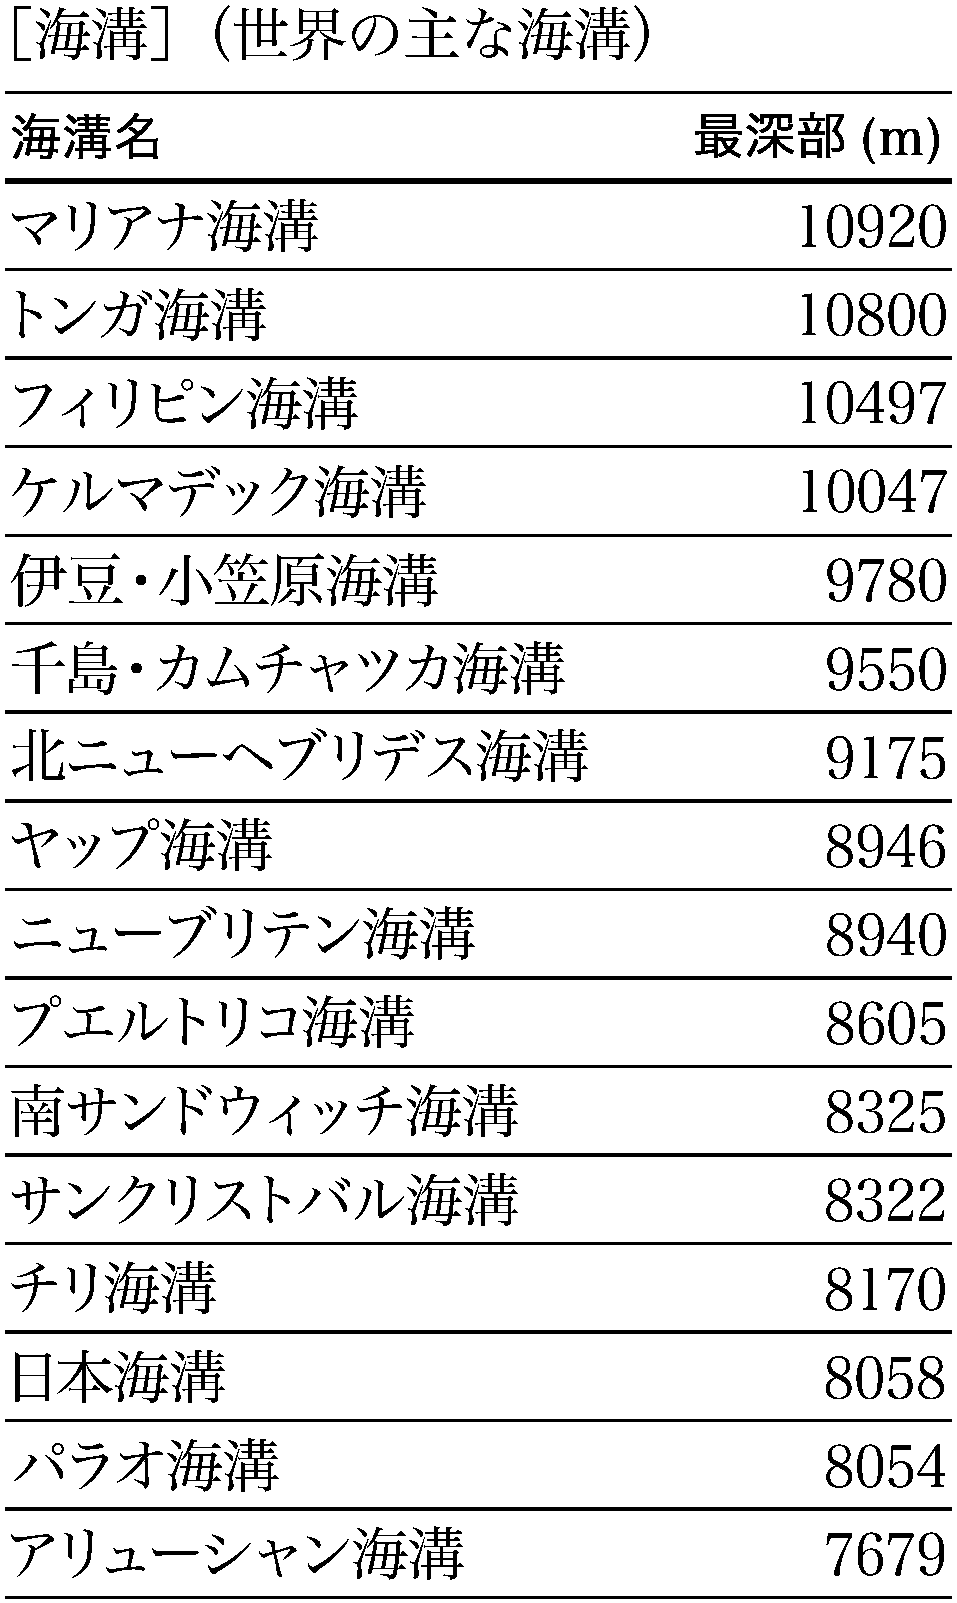 ［海溝］（世界の主な海溝）
海溝名 最深部 (m)
マリアナ海溝 10920
トンガ海溝 10800
フィリピン海溝 10497
ケルマデック海溝 10047
伊豆・小笠原海溝 9780
千島・カムチャツカ海溝 9550
北ニューヘブリデス海溝 9175
ヤップ海溝 8946
ニューブリテン海溝 8940
プエルトリコ海溝 8605
南サンドウィッチ海溝 8325
サンクリストバル海溝 8322
チリ海溝 8170
日本海溝 8058
パラオ海溝 8054
アリューシャン海溝 7679